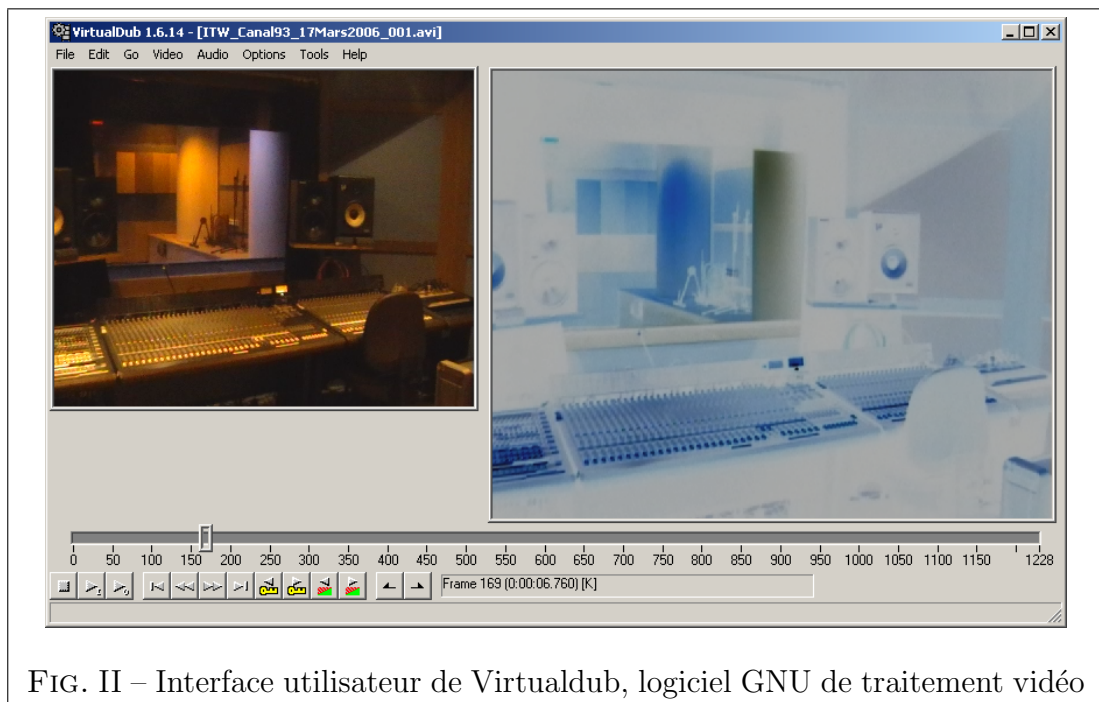 VirtualDub 1.6.14 - [ITW_Canal93_17Mars2006_001.avi]
File Edit Go Video Audio Options Tools Help
0 50 100 150 200 250 300 350 400 450 500 550 600 650 700 750 800 850 900 950 1000 1050 1100 1150 1228
Frame 169 (0:00:06.760) [K]
FIG. II – Interface utilisateur de Virtualdub, logiciel GNU de traitement vidéo